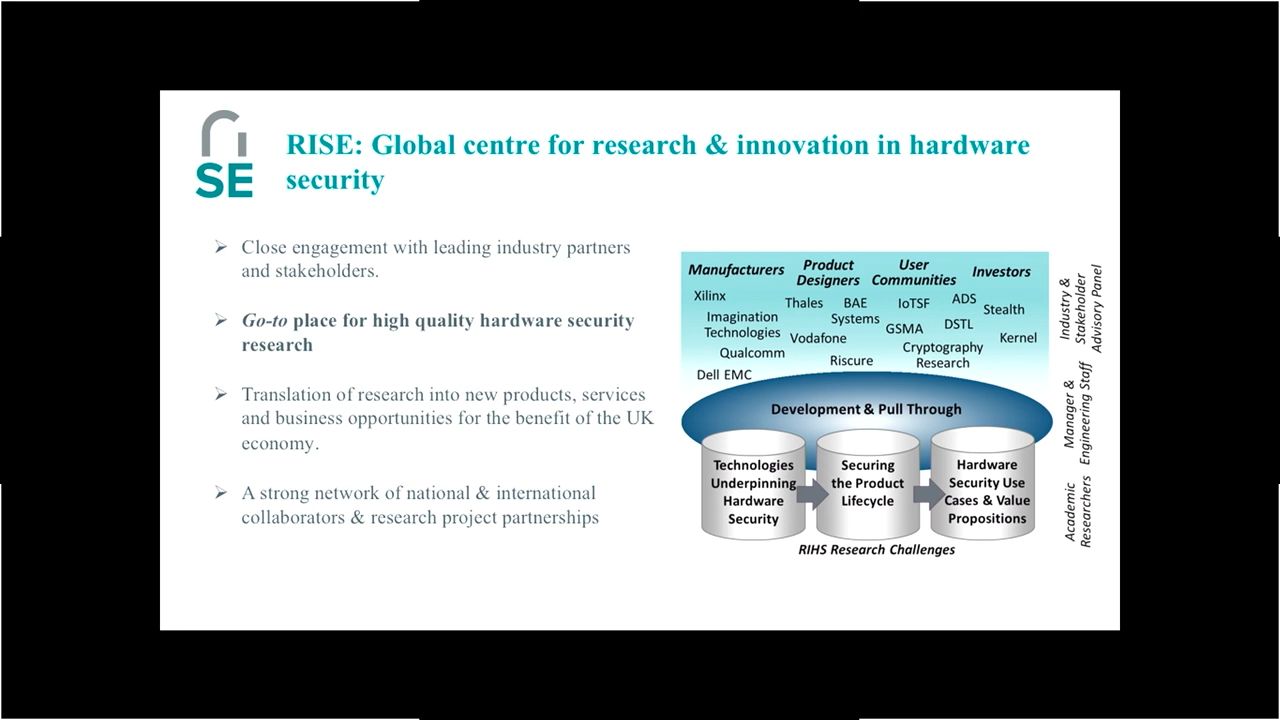 SE
RISE: Global centre for research & innovation in hardware
security
Close engagement with leading industry partners
and stakeholders.
Go-to place for high quality hardware security
research
Translation of research into new products, services
and business opportunities for the benefit of the UK
economy.
A strong network of national & international
collaborators & research project partnerships
Manufacturers
Xilinx
Imagination
Technologies
Qualcomm
Dell EMC
Product
Designers
Thales
BAE
Systems
Vodafone
Riscure
User
Communities
IoTSF
GSMA
ADS
DSTL
Cryptography
Research
Investors
Stealth
Kernel
Development & Pull Through
Technologies
Underpinning
Hardware
Security
Securing
the Product
Lifecycle
Hardware
Security Use
Cases & Value
Propositions
RIHS Research Challenges
Industry &
Stakeholder
Advisory Panel
Manager &
Engineering Staff
Academic
Researchers